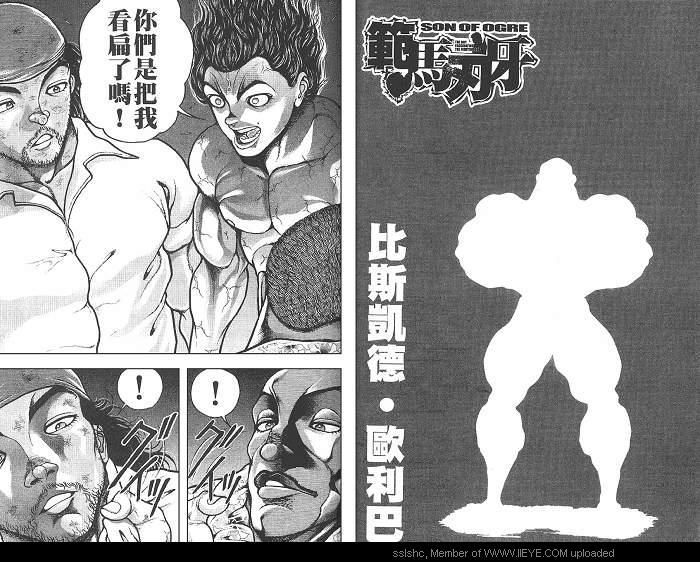 SON OF OGRE
範馬刃牙
比斯凱德・歐利巴
你們是把我
看扁了嗎！
！
グイッ
！
グイッ
sslshc, Member of WWW.IIEYE.COM uploaded